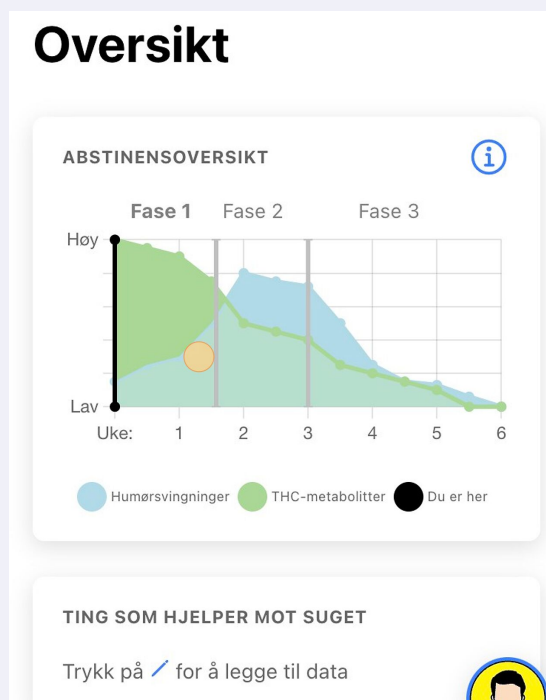 Oversikt
ABSTINENSOVERSIKT
Fase 1 Fase 2 Fase 3
Høy
Lav
Uke: 1 2 3 4 5 6
Humørsvingninger THC-metabolitter Du er her
TING SOM HJELPER MOT SUGET
Trykk på for å legge til data